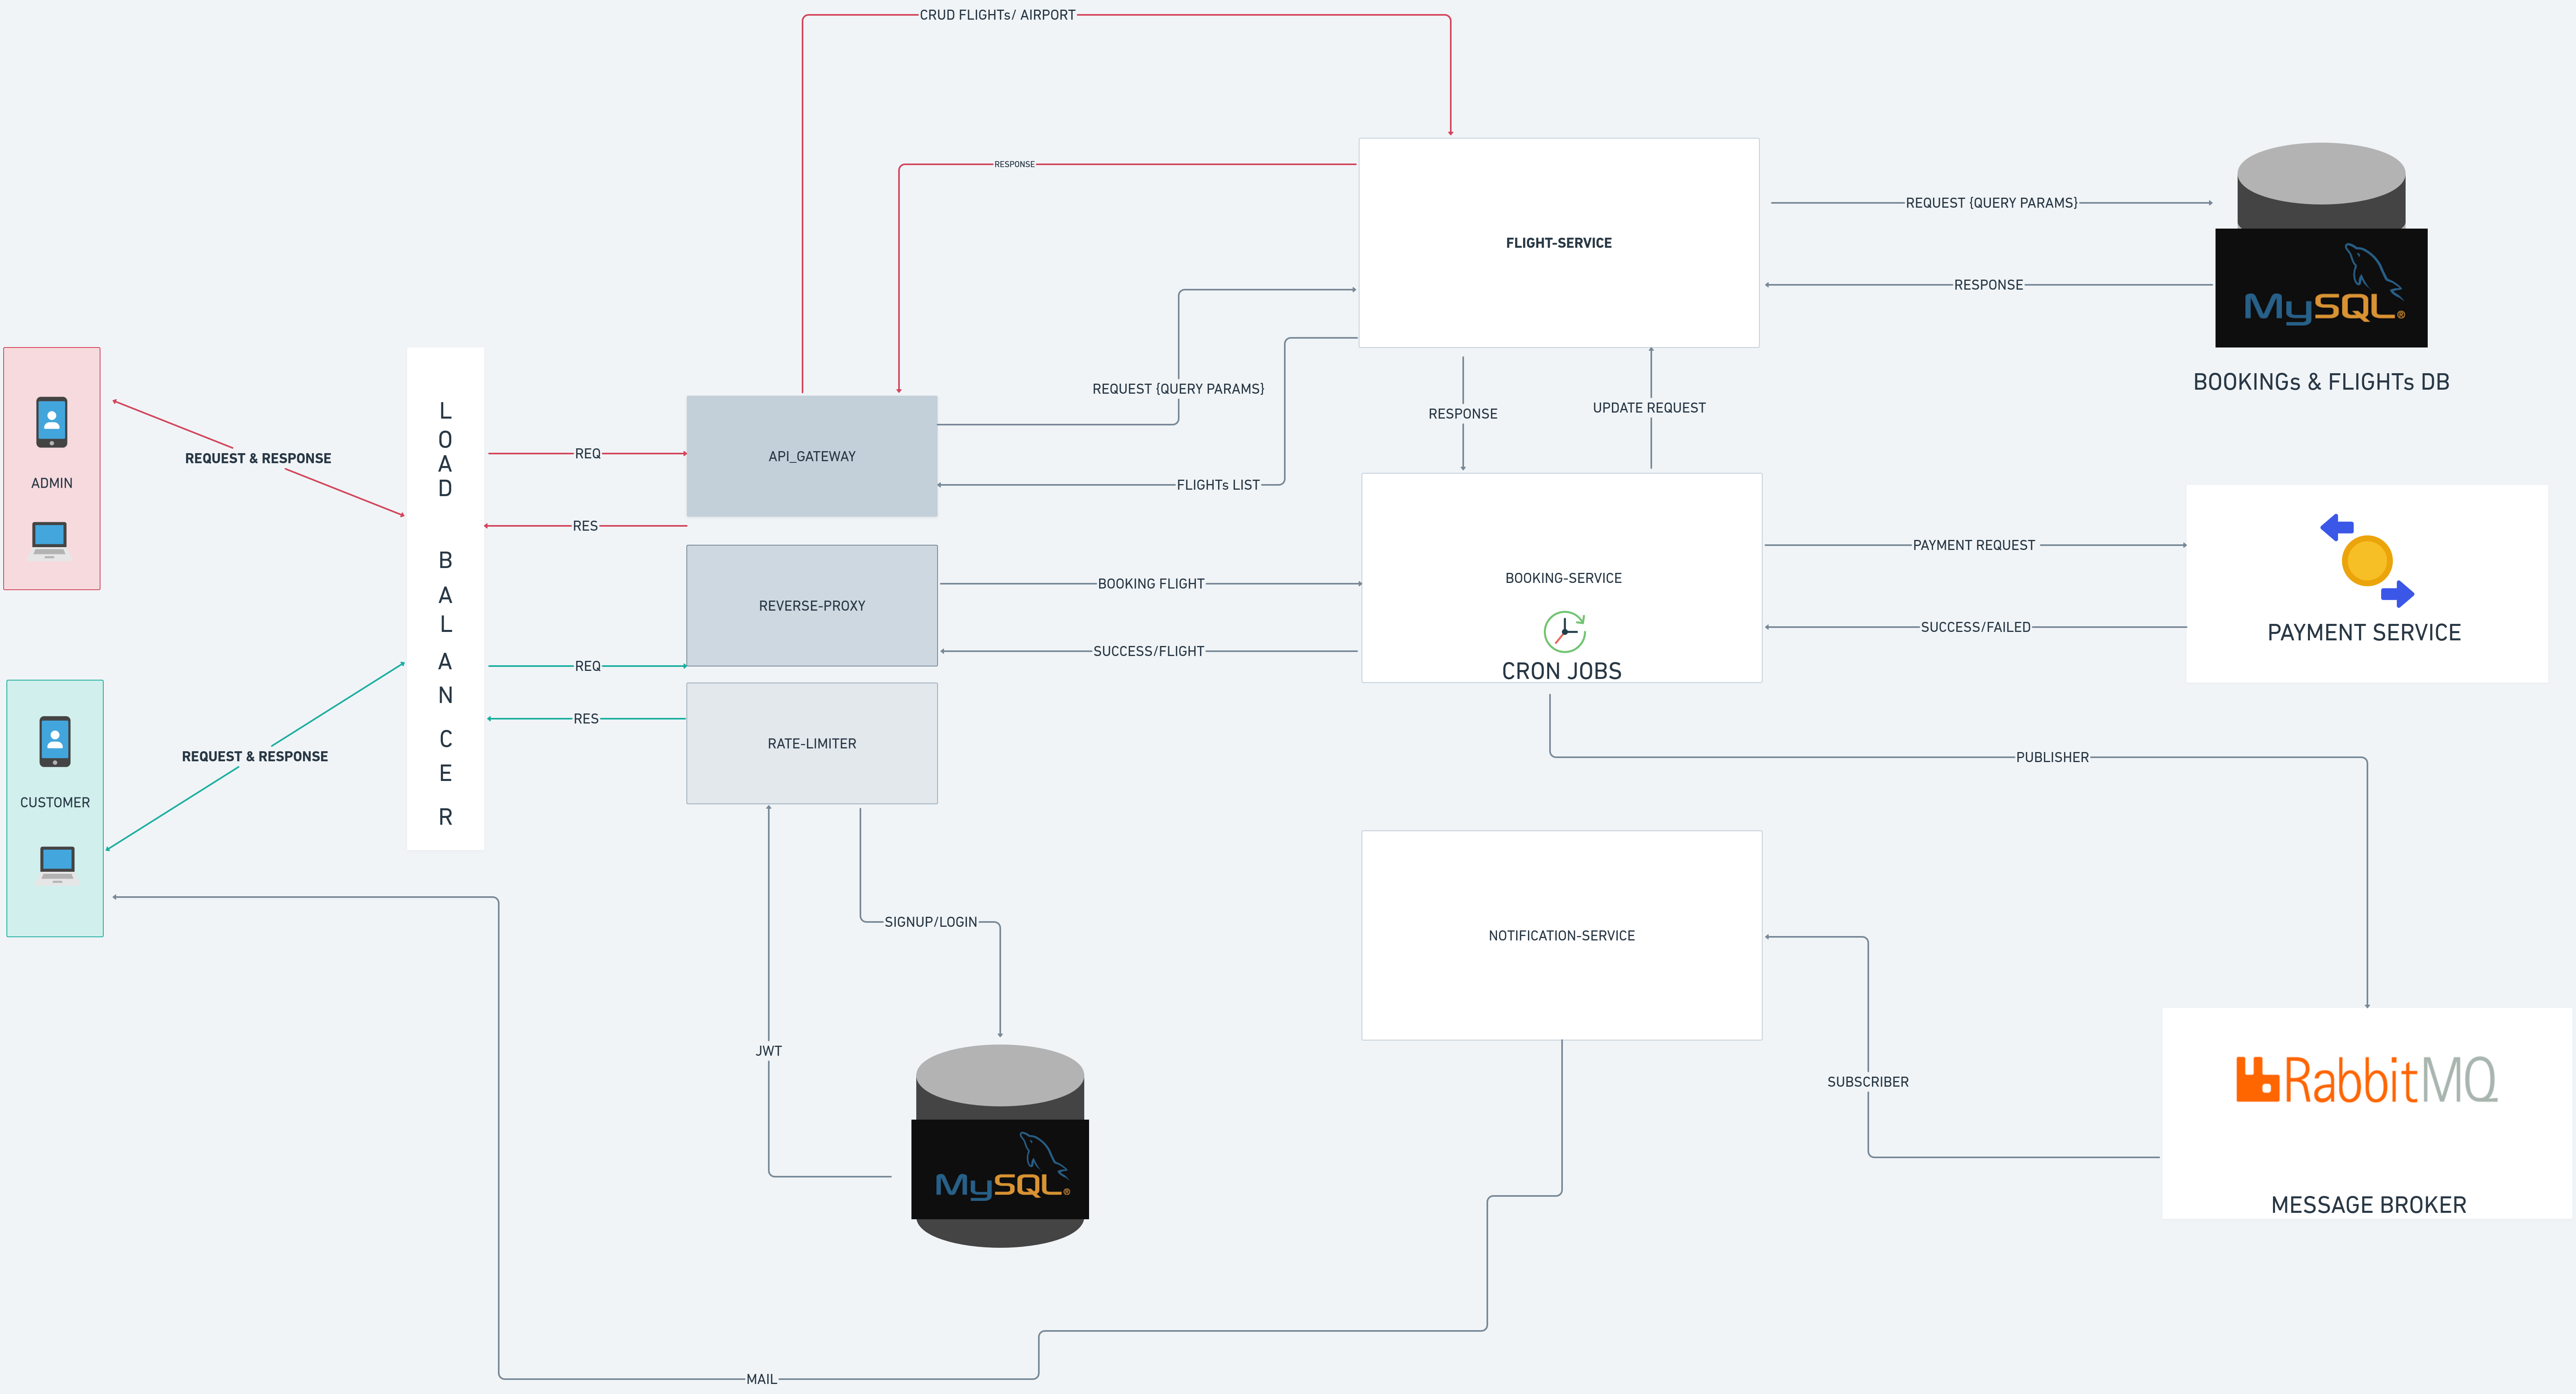 CRUD FLIGHTs/ AIRPORT
RESPONSE
FLIGHT-SERVICE
REQUEST {QUERY PARAMS}
RESPONSE
MySQL®
BOOKINGs & FLIGHTs DB
ADMIN
REQUEST & RESPONSE
LOAD BALANCER
REQ
RES
API_GATEWAY
REQUEST {QUERY PARAMS}
FLIGHTs LIST
RESPONSE
UPDATE REQUEST
REVERSE-PROXY
BOOKING FLIGHT
SUCCESS/FLIGHT
BOOKING-SERVICE
CRON JOBS
PAYMENT REQUEST
SUCCESS/FAILED
PAYMENT SERVICE
CUSTOMER
REQUEST & RESPONSE
REQ
RES
RATE-LIMITER
PUBLISHER
SIGNUP/LOGIN
JWT
MySQL®
NOTIFICATION-SERVICE
SUBSCRIBER
RabbitMQ
MESSAGE BROKER
MAIL